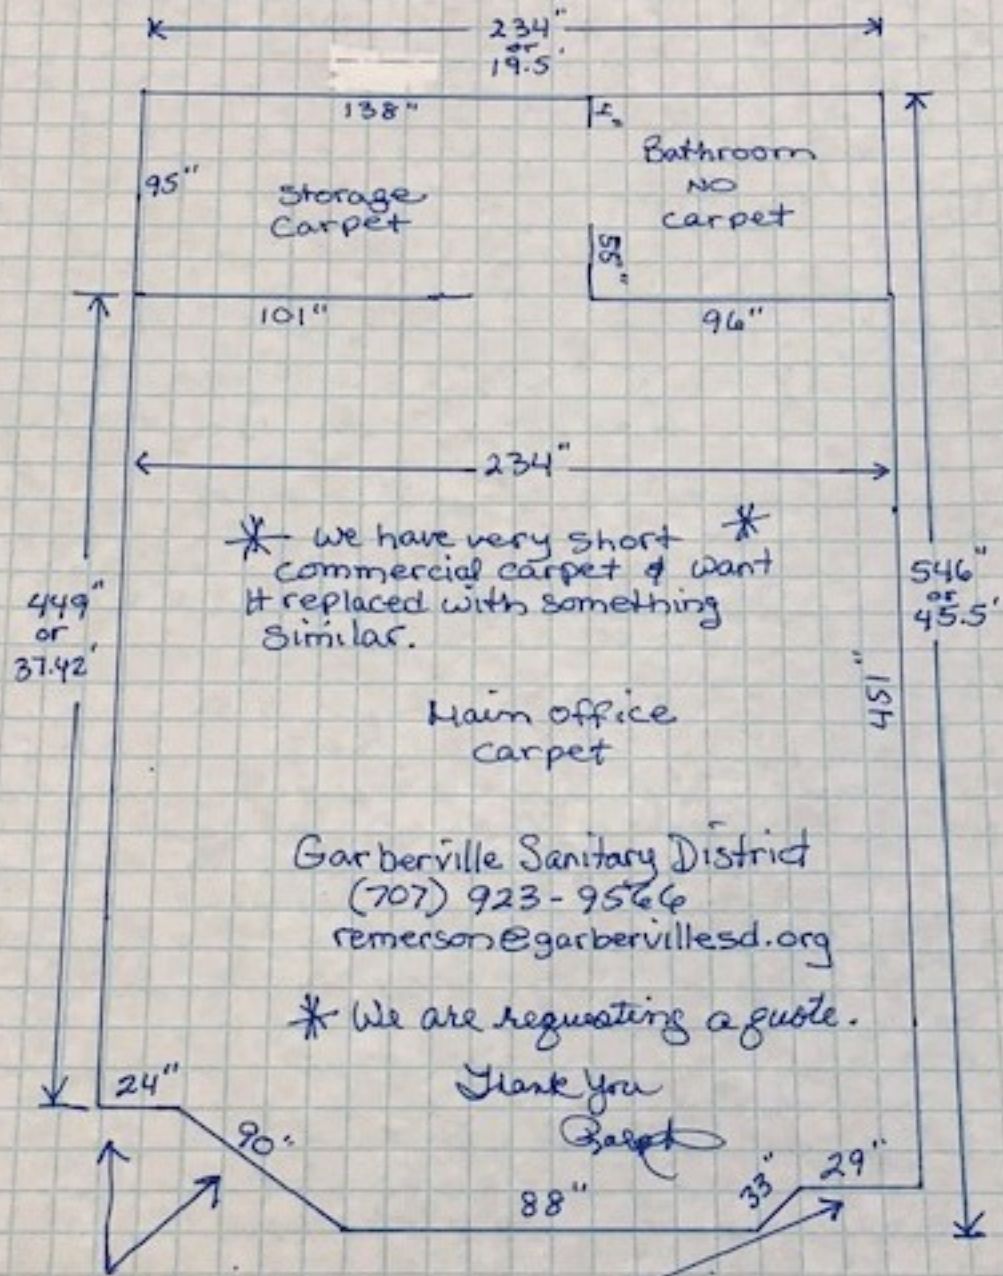 234"
or
19.5'
138"
4"
95"
Storage
Carpet
Bathroom
NO
carpet
55"
101"
96"
234"
* we have very short *
commercial carpet & want
it replaced with something
similar.
449"
or
37.42'
546"
or
45.5'
451"
Main office
carpet
Garberville Sanitary District
(707) 923-9566
remerson@garbervillesd.org
* We are requesting a quote.
Thank You
24"
90"
88"
33"
29"